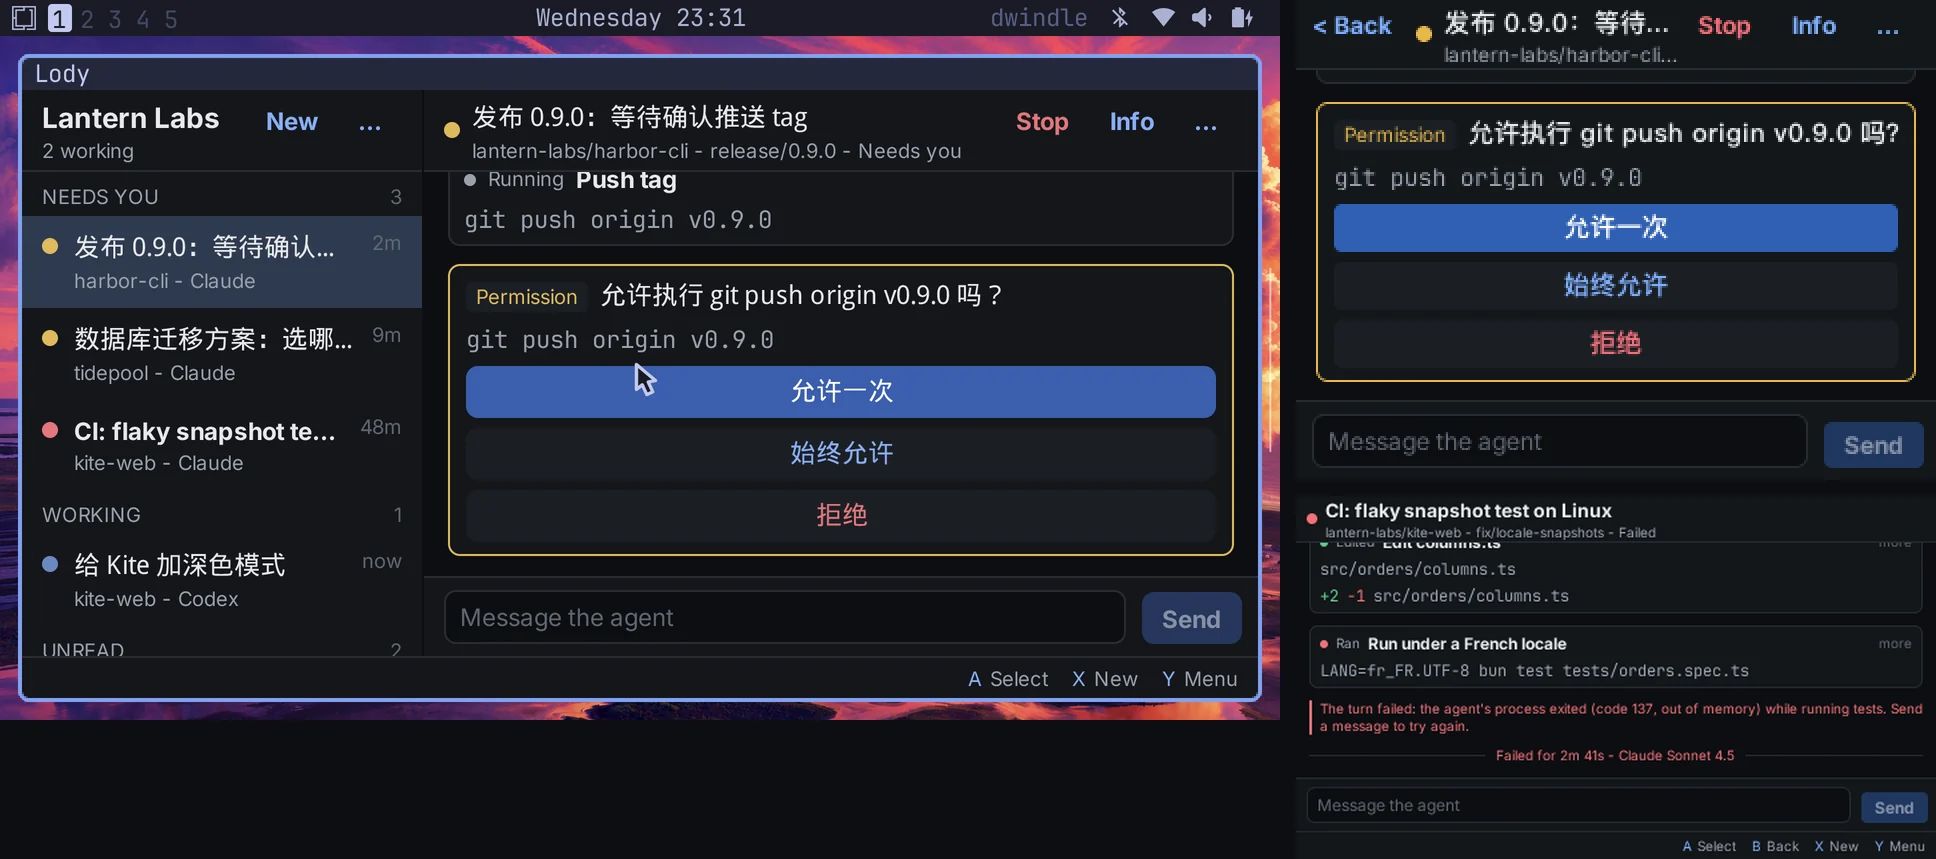 1 2 3 4 5
Wednesday 23:31
dwindle
Lody
Lantern Labs
New
...
2 working
NEEDS YOU 3
发布 0.9.0：等待确认... 2m
harbor-cli - Claude
数据库迁移方案：选哪... 9m
tidepool - Claude
CI: flaky snapshot te... 48m
kite-web - Claude
WORKING 1
给 Kite 加深色模式 now
kite-web - Codex
UNREAD 2
发布 0.9.0：等待确认推送 tag
lantern-labs/harbor-cli - release/0.9.0 - Needs you
Stop Info ...
Running Push tag
git push origin v0.9.0
Permission 允许执行 git push origin v0.9.0 吗？
git push origin v0.9.0
允许一次
始终允许
拒绝
Message the agent
Send
A Select X New Y Menu
< Back
发布 0.9.0：等待...
lantern-labs/harbor-cli...
Stop Info ...
Permission 允许执行 git push origin v0.9.0 吗？
git push origin v0.9.0
允许一次
始终允许
拒绝
Message the agent
Send
CI: flaky snapshot test on Linux
lantern-labs/kite-web - fix/locale-snapshots - Failed
Edited Edit columns.ts more
src/orders/columns.ts
+2 -1 src/orders/columns.ts
Ran Run under a French locale more
LANG=fr_FR.UTF-8 bun test tests/orders.spec.ts
The turn failed: the agent's process exited (code 137, out of memory) while running tests. Send
a message to try again.
Failed for 2m 41s - Claude Sonnet 4.5
Message the agent
Send
A Select B Back X New Y Menu